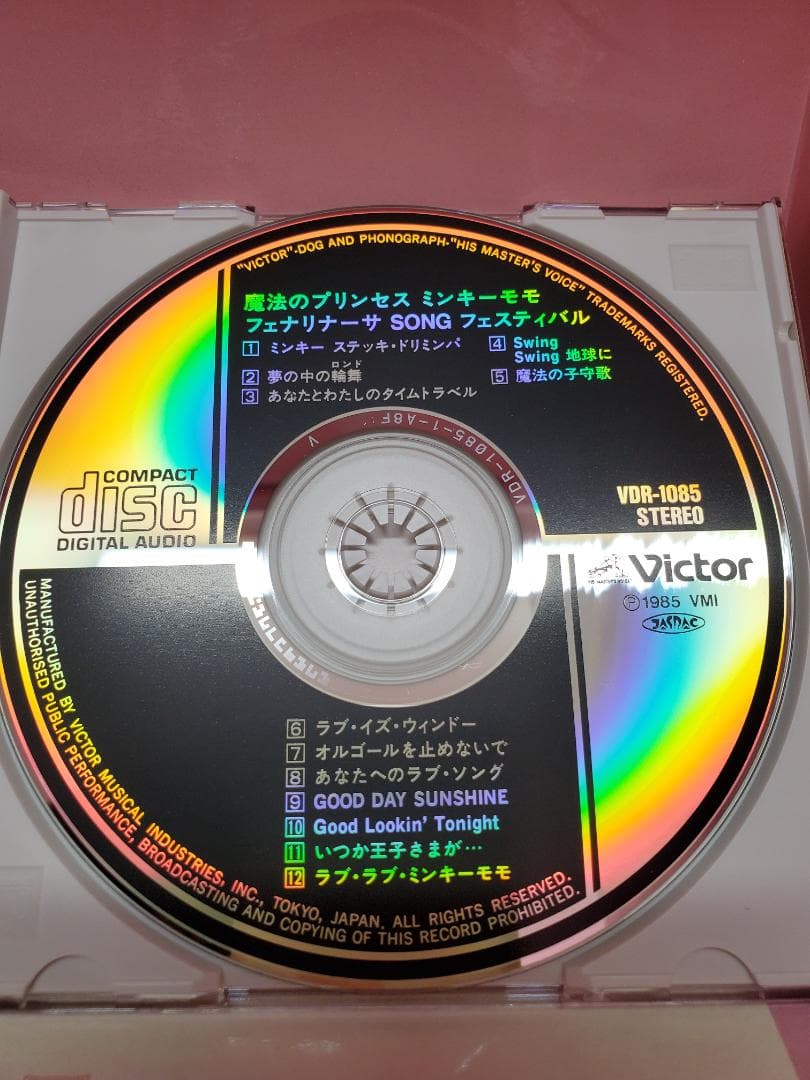 "VICTOR"-DOG AND PHONOGRAPH-"HIS MASTER'S VOICE" TRADEMARKS REGISTERED.
魔法のプリンセス ミンキーモモ
フェナリナーサ SONG フェスティバル
1 ミンキー ステッキ・ドリミンパ
ロンド
2 夢の中の輪舞
3 あなたとわたしのタイムトラベル
4 Swing
Swing 地球に
5 魔法の子守歌
VDR-1085-1-A8F
V
COMPACT
disc
DIGITAL AUDIO
VDR-1085
STEREO
Victor
HIS MASTER'S VOICE
Ⓟ1985 VMI
JASRAC
6 ラブ・イズ・ウィンドー
7 オルゴールを止めないで
8 あなたへのラブ・ソング
9 GOOD DAY SUNSHINE
10 Good Lookin' Tonight
11 いつか王子さまが…
12 ラブ・ラブ・ミンキーモモ
MANUFACTURED BY VICTOR MUSICAL INDUSTRIES, INC., TOKYO, JAPAN. ALL RIGHTS RESERVED.
UNAUTHORISED PUBLIC PERFORMANCE, BROADCASTING AND COPYING OF THIS RECORD PROHIBITED.